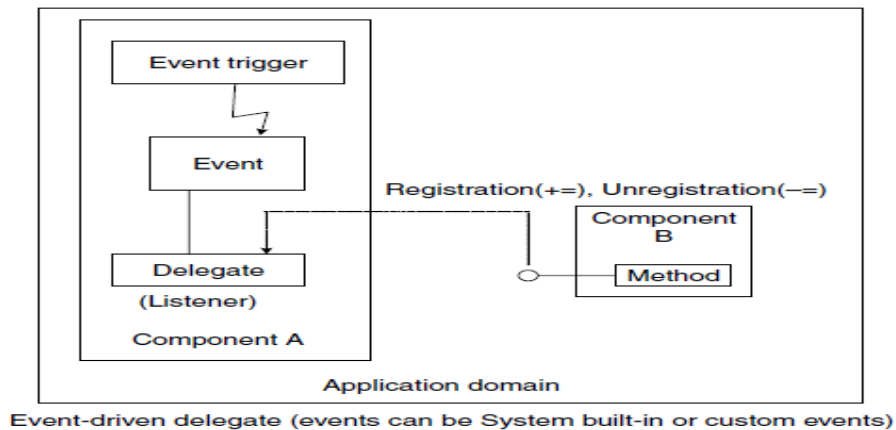 Event trigger
Event
Registration(+=), Unregistration(−=)
Component
B
Delegate
Method
(Listener)
Component A
Application domain
Event-driven delegate (events can be System built-in or custom events)